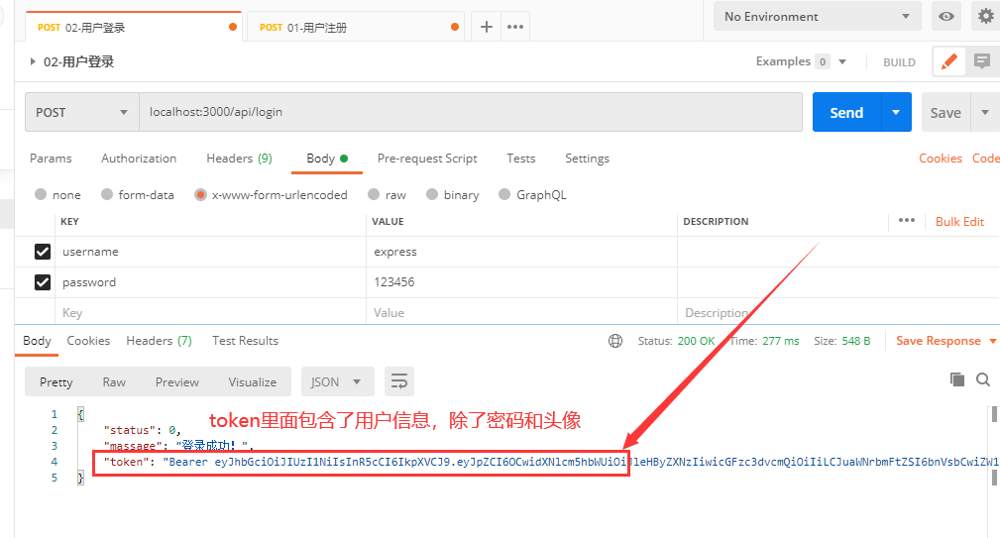 POST 02-用户登录
POST 01-用户注册
No Environment
02-用户登录
Examples 0
BUILD
POST
localhost:3000/api/login
Send
Save
Params Authorization Headers (9) Body Pre-request Script Tests Settings
Cookies Code
none form-data x-www-form-urlencoded raw binary GraphQL
KEY VALUE DESCRIPTION
Bulk Edit
username express
password 123456
Key Value Description
Body Cookies Headers (7) Test Results
Status: 200 OK Time: 277 ms Size: 548 B Save Response
Pretty Raw Preview Visualize JSON
token里面包含了用户信息，除了密码和头像
1 {
2 "status": 0,
3 "massage": "登录成功！",
4 "token": "Bearer eyJhbGciOiJIUzI1NiIsInR5cCI6IkpXVCJ9.eyJpZCI6OCwidXNlcm5hbWUiOiJleHByZXNzIiwicGFzc3dvcmQiOiIiLCJuaWNrbmFtZSI6bnVsbCwiZW1
5 }